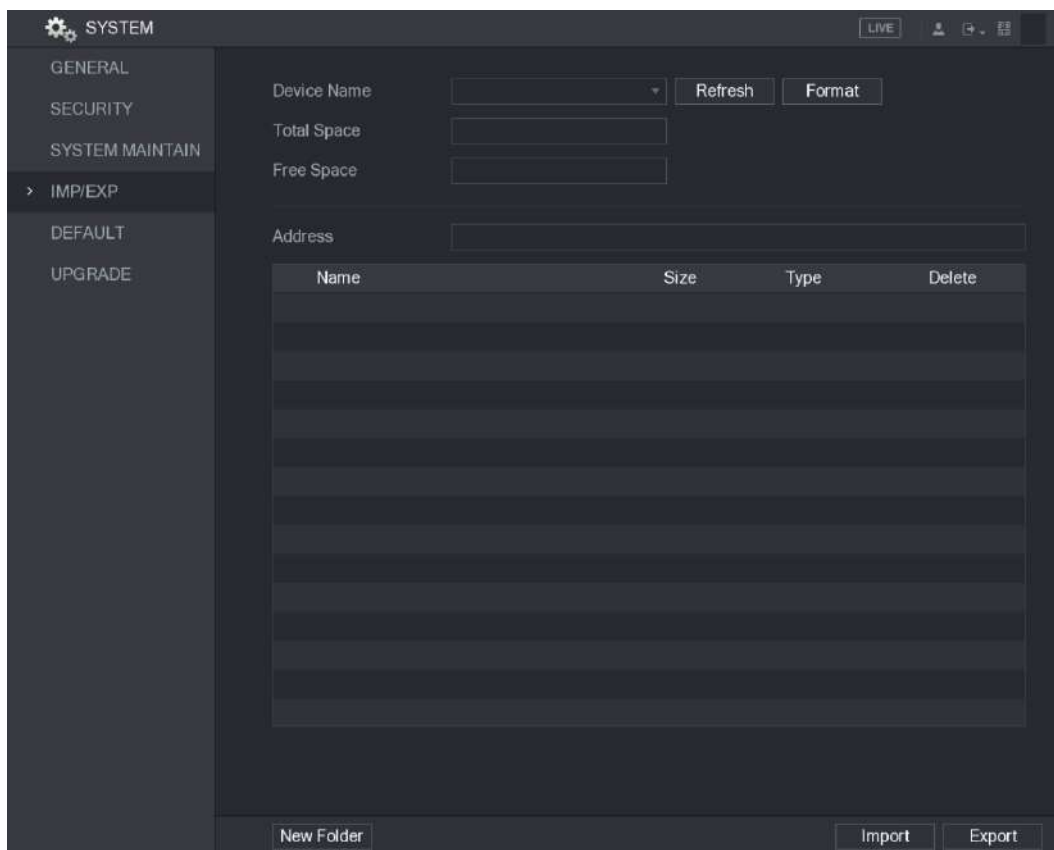 SYSTEM
LIVE
GENERAL
SECURITY
SYSTEM MAINTAIN
IMP/EXP
DEFAULT
UPGRADE
Device Name
Refresh
Format
Total Space
Free Space
Address
Name Size Type Delete
New Folder
Import
Export